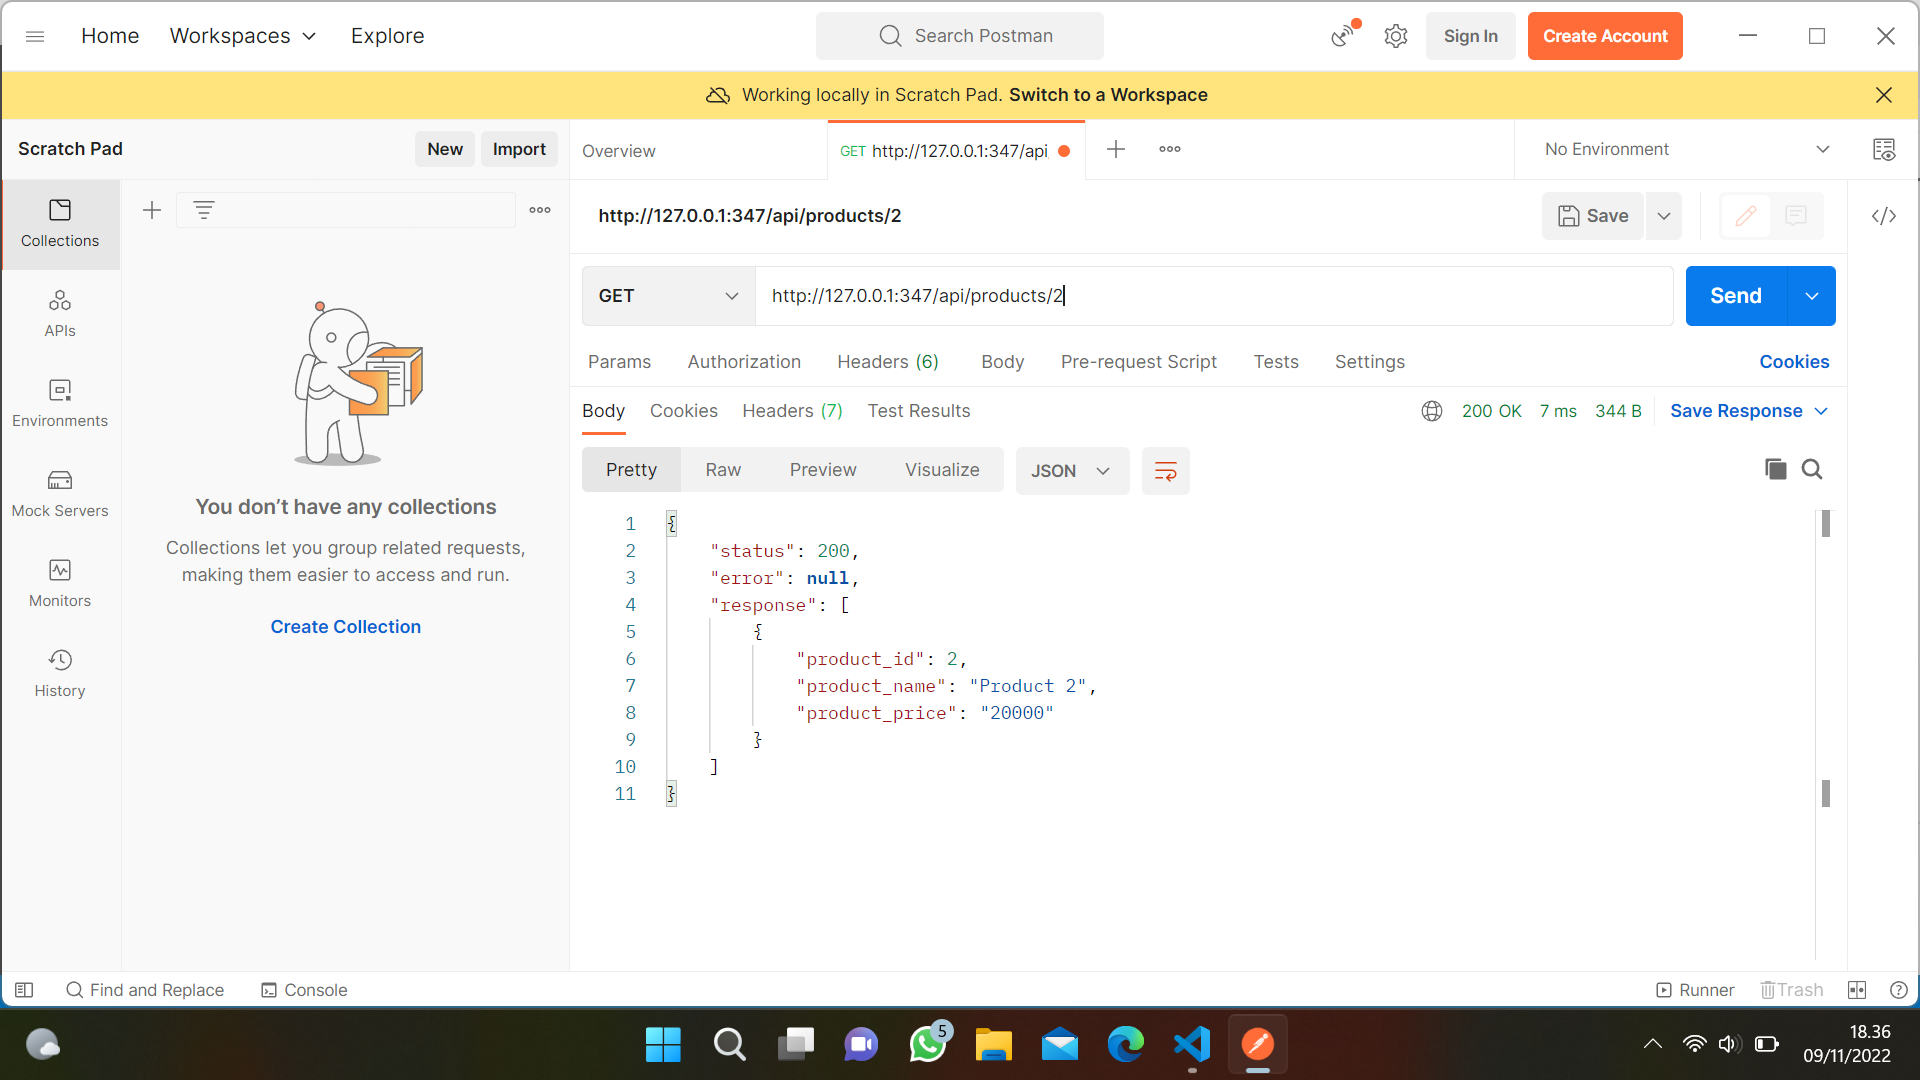 Home Workspaces Explore
Search Postman
Sign In Create Account
Working locally in Scratch Pad. Switch to a Workspace
Scratch Pad New Import
Overview GET http://127.0.0.1:347/api No Environment
http://127.0.0.1:347/api/products/2 Save
Collections
APIs
Environments
Mock Servers
Monitors
History
You don’t have any collections
Collections let you group related requests,
making them easier to access and run.
Create Collection
GET http://127.0.0.1:347/api/products/2 Send
Params Authorization Headers (6) Body Pre-request Script Tests Settings Cookies
Body Cookies Headers (7) Test Results 200 OK 7 ms 344 B Save Response
Pretty Raw Preview Visualize JSON
1 {
2 "status": 200,
3 "error": null,
4 "response": [
5 {
6 "product_id": 2,
7 "product_name": "Product 2",
8 "product_price": "20000"
9 }
10 ]
11 }
Find and Replace Console Runner Trash
5
18.36
09/11/2022